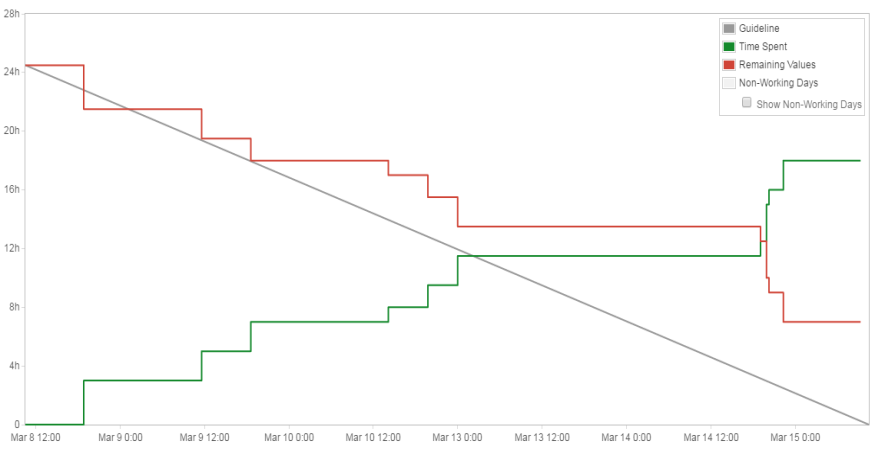 28h
24h
20h
16h
12h
8h
4h
0
Guideline
Time Spent
Remaining Values
Non-Working Days
Show Non-Working Days
Mar 8 12:00 Mar 9 0:00 Mar 9 12:00 Mar 10 0:00 Mar 10 12:00 Mar 13 0:00 Mar 13 12:00 Mar 14 0:00 Mar 14 12:00 Mar 15 0:00